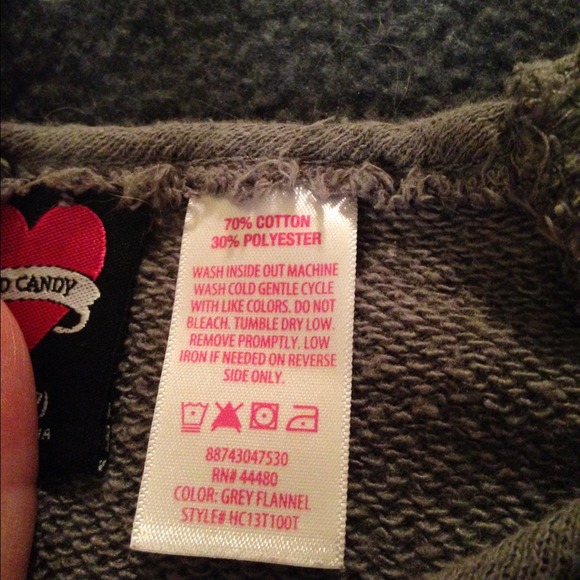 D CANDY
70% COTTON
30% POLYESTER
WASH INSIDE OUT MACHINE
WASH COLD GENTLE CYCLE
WITH LIKE COLORS. DO NOT
BLEACH. TUMBLE DRY LOW.
REMOVE PROMPTLY. LOW
IRON IF NEEDED ON REVERSE
SIDE ONLY.
88743047530
RN# 44480
COLOR: GREY FLANNEL
STYLE# HC13T100T